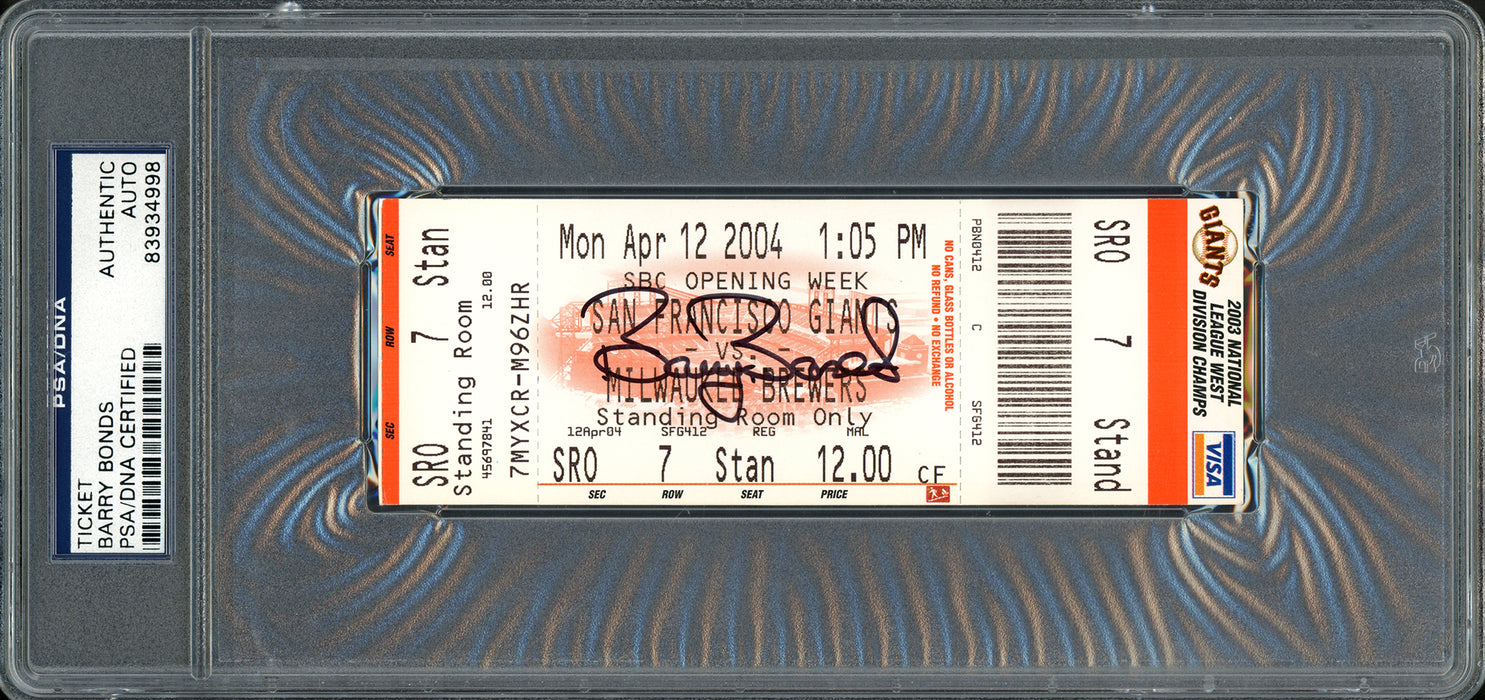 PSA/DNA
TICKET
BARRY BONDS
PSA/DNA CERTIFIED
AUTHENTIC
AUTO
83934998
SEC ROW SEAT
SRO 7 Stan
Standing Room 12.00
45697841
7MYXCR-M96ZHR
Mon Apr 12 2004 1:05 PM
SBC OPENING WEEK
SAN FRANCISCO GIANTS
- VS. -
MILWAUKEE BREWERS
Standing Room Only
12Apr04 SFG412 REG MAL
SRO 7 Stan 12.00 CF
SEC ROW SEAT PRICE
Barry Bonds
NO CANS, GLASS BOTTLES OR ALCOHOL
NO REFUND • NO EXCHANGE
PBN0412 C SFG412
SRO 7 Stand
GIANTS
2003 NATIONAL
LEAGUE WEST
DIVISION CHAMPS
VISA